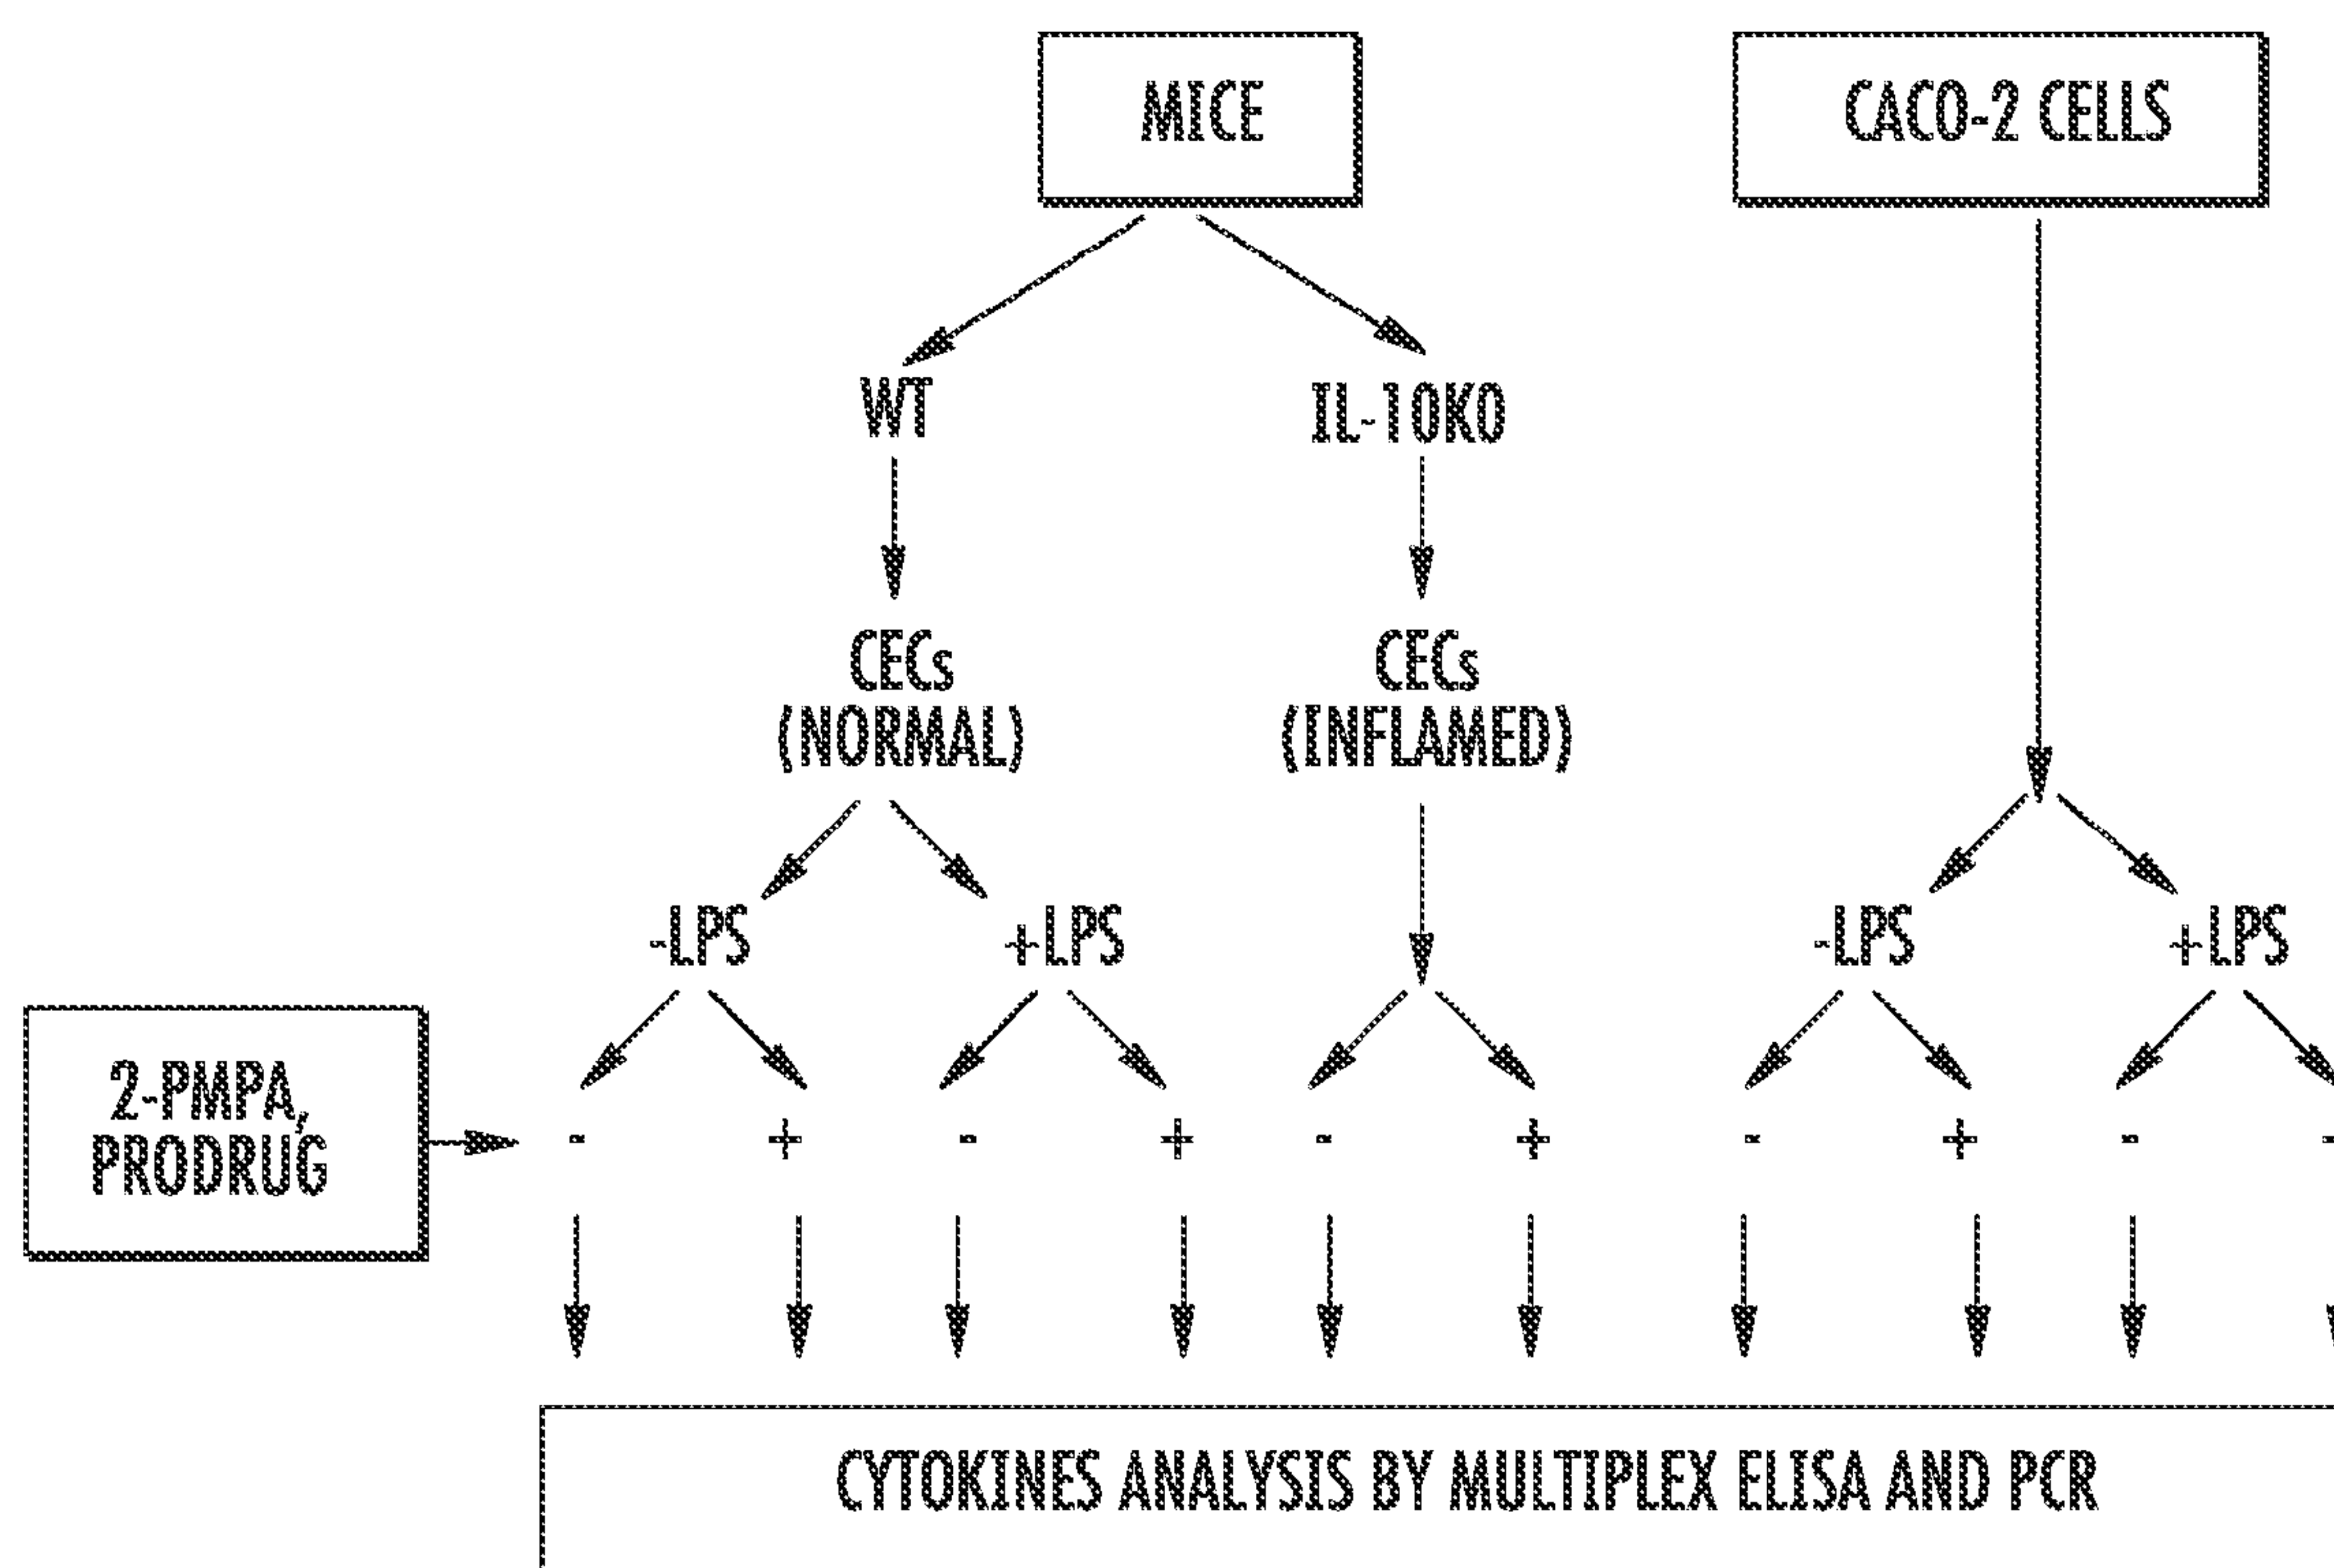 MICE
CACO-2 CELLS
WT
IL-10KO
CECs
(NORMAL)
CECs
(INFLAMED)
-LPS
+LPS
-LPS
+LPS
2-PMPA,
PRODRUG
- + - + - + - + -
CYTOKINES ANALYSIS BY MULTIPLEX ELISA AND PCR